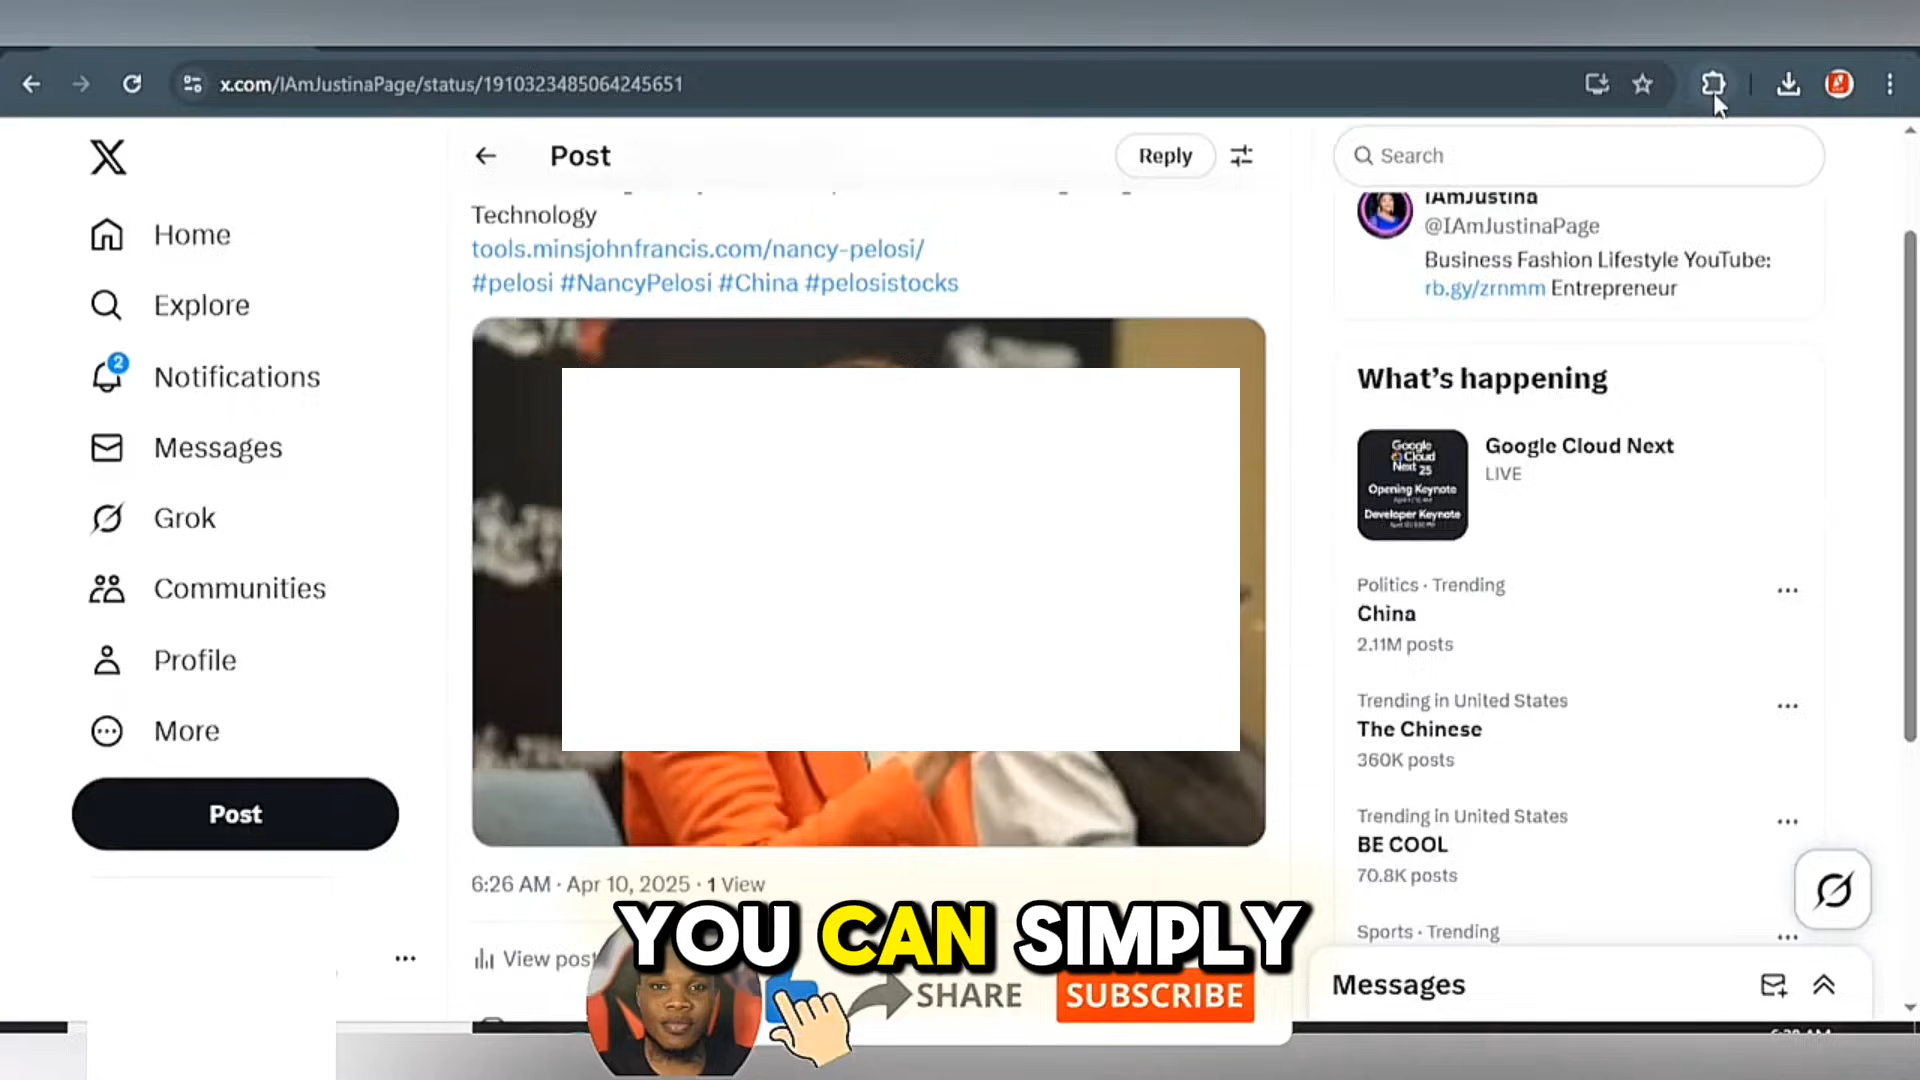 x.com/IAmJustinaPage/status/1910323485064245651
Post
Reply
Search
Home
Explore
2
Notifications
Messages
Grok
Communities
Profile
More
Post
Technology
tools.minsjohnfrancis.com/nancy-pelosi/
#pelosi #NancyPelosi #China #pelosistocks
6:26 AM · Apr 10, 2025 · 1 View
View post
IAmJustina
@IAmJustinaPage
Business Fashion Lifestyle YouTube:
rb.gy/zrnmm Entrepreneur
What's happening
Google
Cloud
Next 25
Opening Keynote
Developer Keynote
Google Cloud Next
LIVE
Politics · Trending
China
2.11M posts
Trending in United States
The Chinese
360K posts
Trending in United States
BE COOL
70.8K posts
Sports · Trending
Messages
YOU CAN SIMPLY
SHARE
SUBSCRIBE